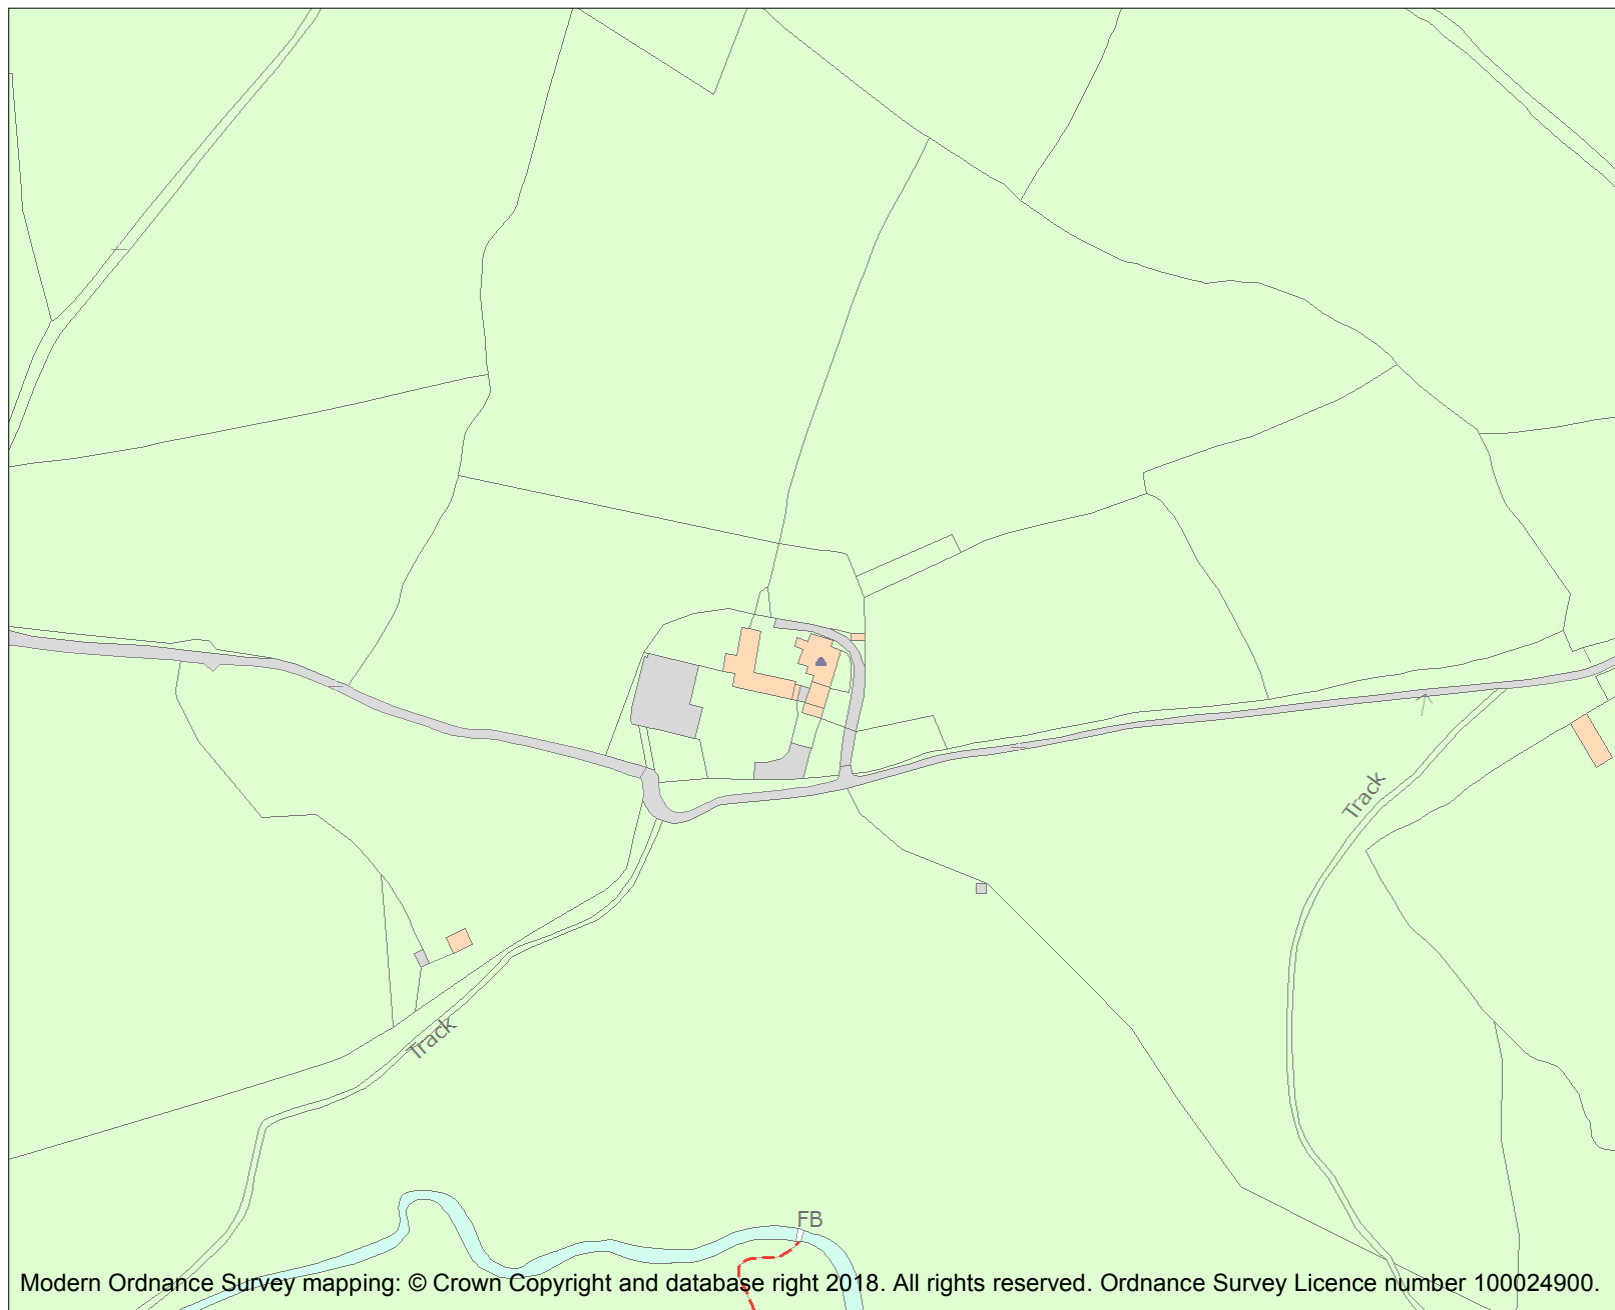 Track
Track
FB
Modern Ordnance Survey mapping: © Crown Copyright and database right 2018. All rights reserved. Ordnance Survey Licence number 100024900.